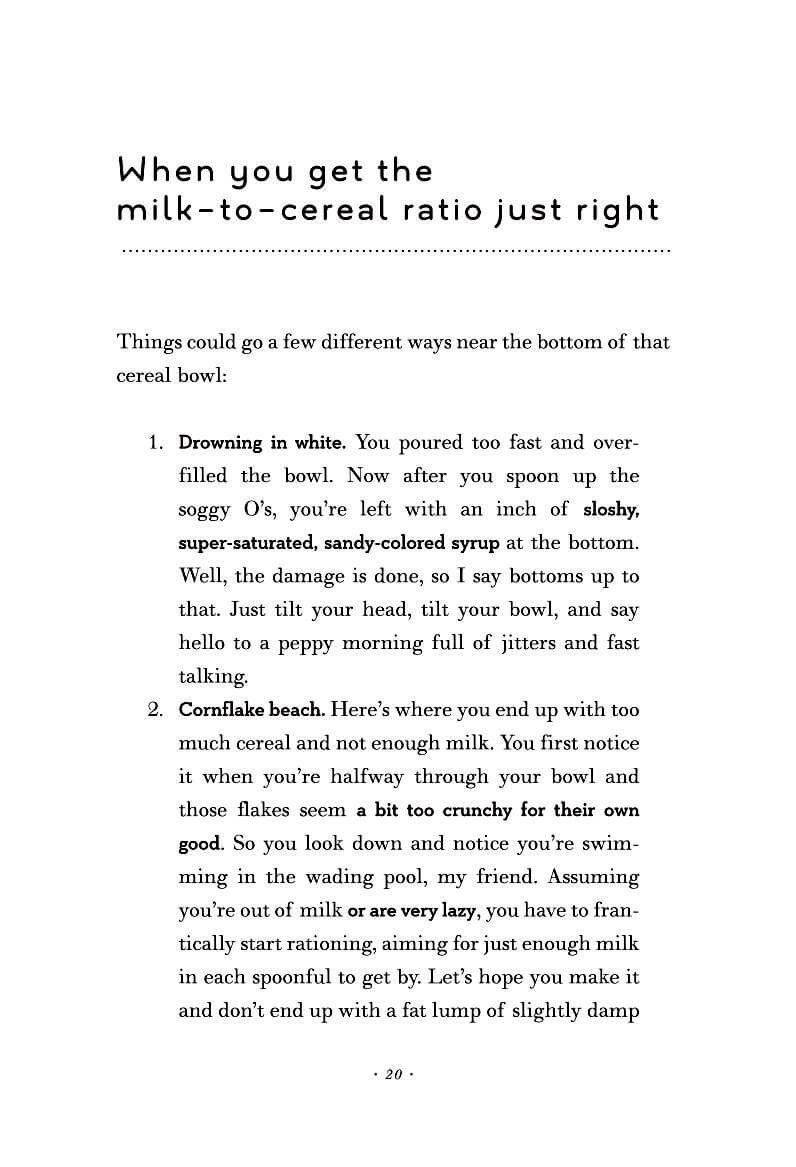 When you get the
milk-to-cereal ratio just right
Things could go a few different ways near the bottom of that
cereal bowl:
1. Drowning in white. You poured too fast and over-
filled the bowl. Now after you spoon up the
soggy O’s, you’re left with an inch of sloshy,
super-saturated, sandy-colored syrup at the bottom.
Well, the damage is done, so I say bottoms up to
that. Just tilt your head, tilt your bowl, and say
hello to a peppy morning full of jitters and fast
talking.
2. Cornflake beach. Here’s where you end up with too
much cereal and not enough milk. You first notice
it when you’re halfway through your bowl and
those flakes seem a bit too crunchy for their own
good. So you look down and notice you’re swim-
ming in the wading pool, my friend. Assuming
you’re out of milk or are very lazy, you have to fran-
tically start rationing, aiming for just enough milk
in each spoonful to get by. Let’s hope you make it
and don’t end up with a fat lump of slightly damp
· 20 ·